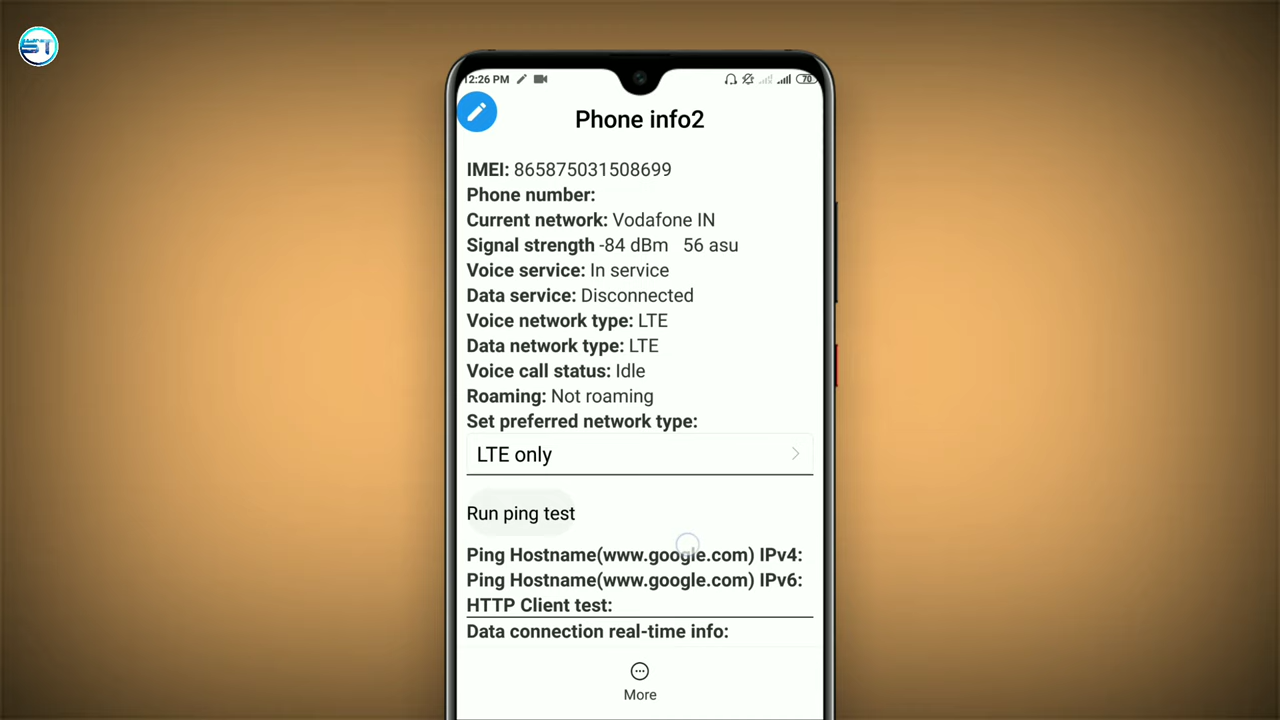 ST
12:26 PM
70
Phone info2
IMEI: 865875031508699
Phone number:
Current network: Vodafone IN
Signal strength -84 dBm 56 asu
Voice service: In service
Data service: Disconnected
Voice network type: LTE
Data network type: LTE
Voice call status: Idle
Roaming: Not roaming
Set preferred network type:
LTE only
Run ping test
Ping Hostname(www.google.com) IPv4:
Ping Hostname(www.google.com) IPv6:
HTTP Client test:
Data connection real-time info:
More